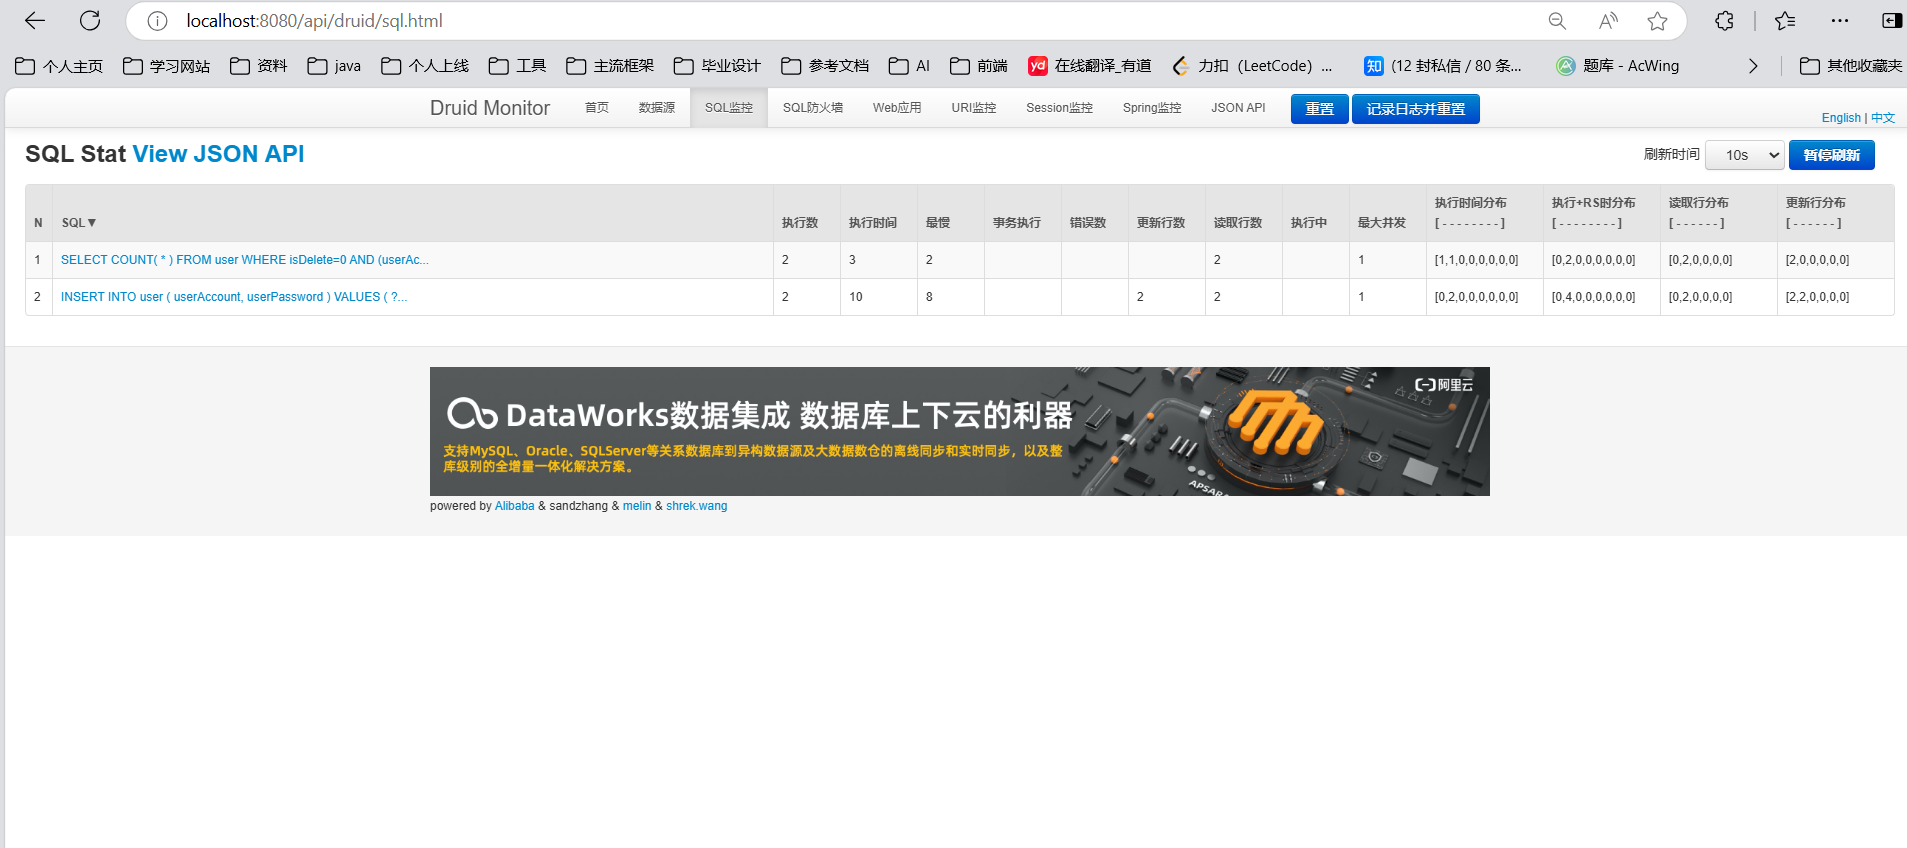 localhost:8080/api/druid/sql.html
个人主页 学习网站 资料 java 个人上线 工具 主流框架 毕业设计 参考文档 AI 前端 yd 在线翻译_有道 力扣（LeetCode）... 知 (12 封私信 / 80 条... 题库 - AcWing 其他收藏夹
Druid Monitor 首页 数据源 SQL监控 SQL防火墙 Web应用 URI监控 Session监控 Spring监控 JSON API 重置 记录日志并重置
English | 中文
SQL Stat View JSON API 刷新时间 10s 暂停刷新
N SQL▼ 执行数 执行时间 最慢 事务执行 错误数 更新行数 读取行数 执行中 最大并发 执行时间分布 [ - - - - - - - - ] 执行+RS时分布 [ - - - - - - - - ] 读取行分布 [ - - - - - - ] 更新行分布 [ - - - - - - ]
1 SELECT COUNT( * ) FROM user WHERE isDelete=0 AND (userAc... 2 3 2 2 1 [1,1,0,0,0,0,0,0] [0,2,0,0,0,0,0,0] [0,2,0,0,0,0] [2,0,0,0,0,0]
2 INSERT INTO user ( userAccount, userPassword ) VALUES ( ?... 2 10 8 2 2 1 [0,2,0,0,0,0,0,0] [0,4,0,0,0,0,0,0] [0,2,0,0,0,0] [2,2,0,0,0,0]
阿里云
DataWorks数据集成 数据库上下云的利器
支持MySQL、Oracle、SQLServer等关系数据库到异构数据源及大数据数仓的离线同步和实时同步，以及整
库级别的全增量一体化解决方案。
APSARA
powered by Alibaba & sandzhang & melin & shrek.wang